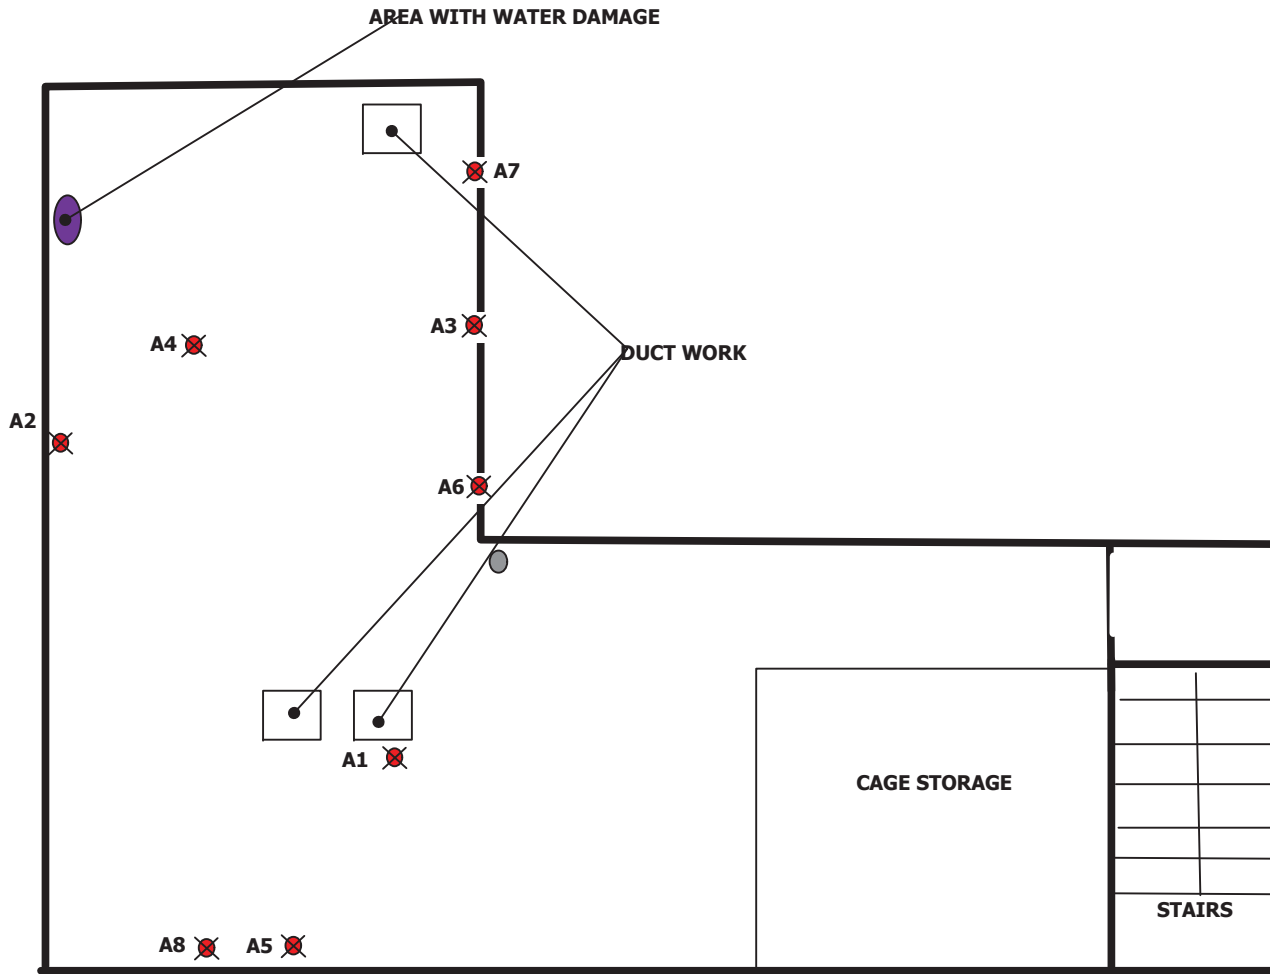 AREA WITH WATER DAMAGE
A7
A3
A4
DUCT WORK
A2
A6
A1
CAGE STORAGE
STAIRS
A8
A5